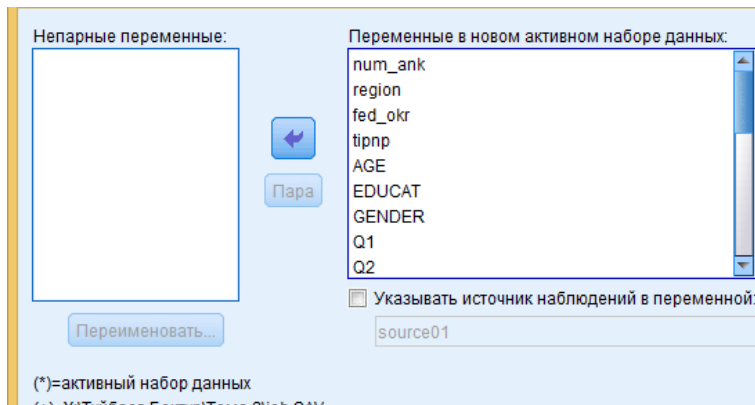 Непарные переменные:
Переменные в новом активном наборе данных:
num_ank
region
fed_okr
tipnp
AGE
EDUCAT
GENDER
Q1
Q2
Пара
Указывать источник наблюдений в переменной:
Переименовать...
source01
(*)=активный набор данных